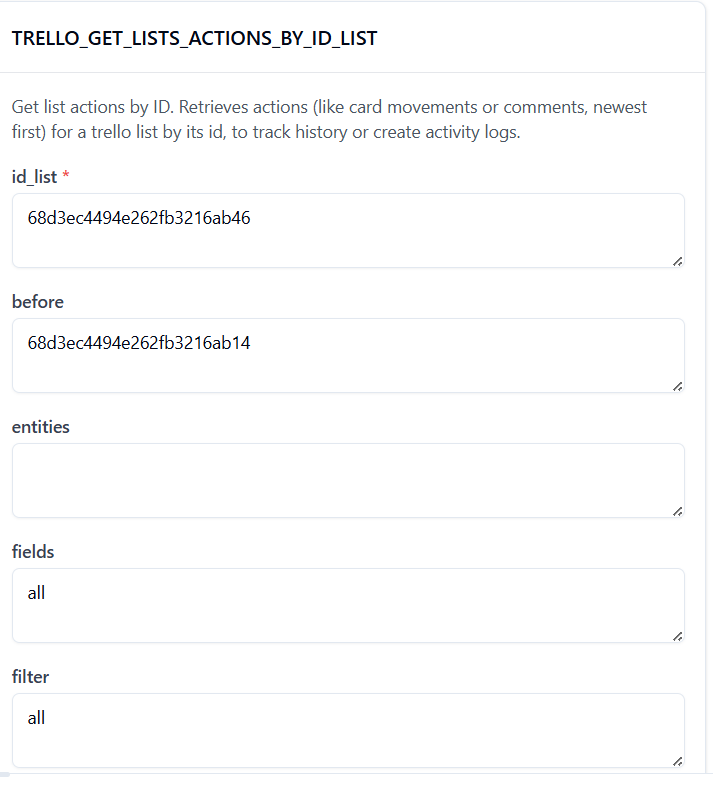 TRELLO_GET_LISTS_ACTIONS_BY_ID_LIST
Get list actions by ID. Retrieves actions (like card movements or comments, newest
first) for a trello list by its id, to track history or create activity logs.
id_list *
68d3ec4494e262fb3216ab46
before
68d3ec4494e262fb3216ab14
entities
fields
all
filter
all